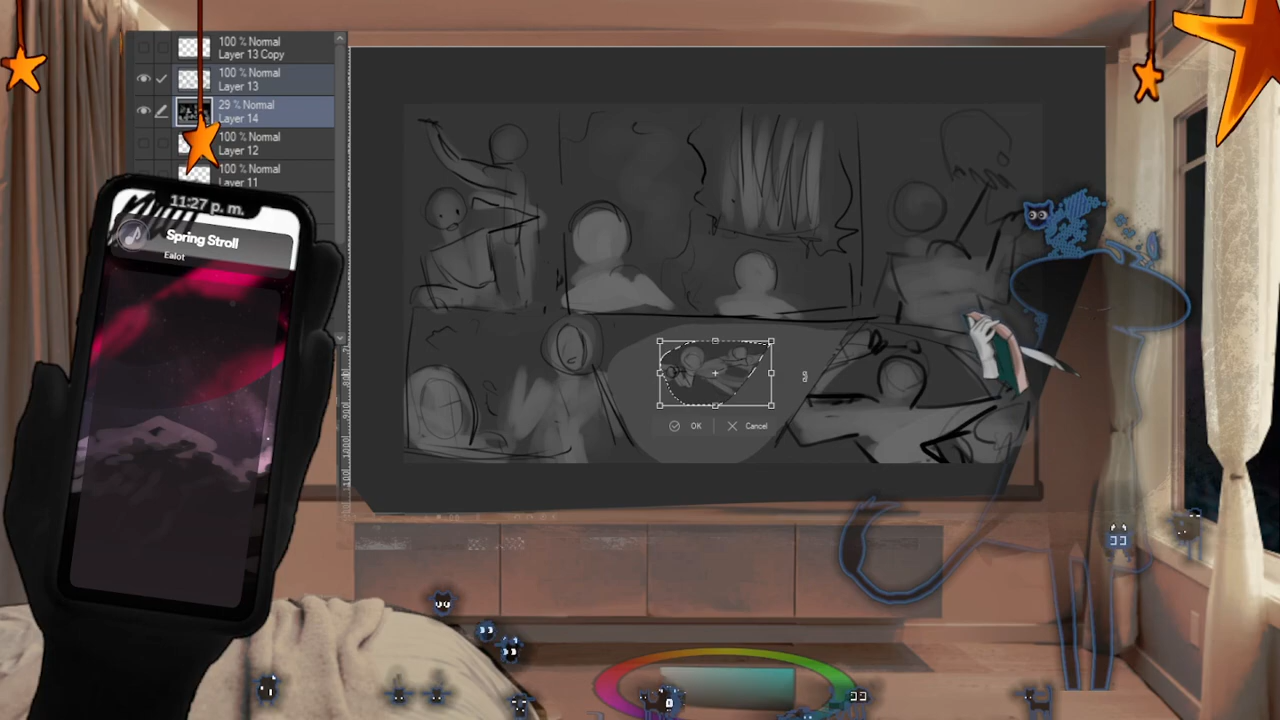 100 % Normal
Layer 13 Copy
100 % Normal
Layer 13
29 % Normal
Layer 14
100 % Normal
Layer 12
100 % Normal
Layer 11
11:27 p. m.
Spring Stroll
Ealot
OK
Cancel